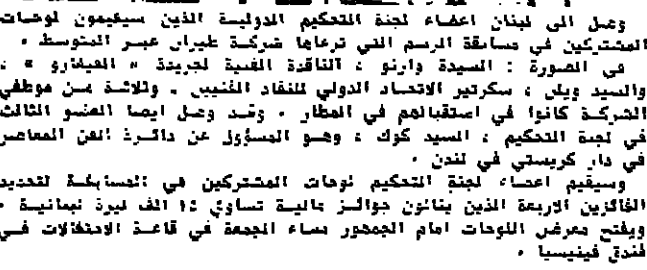 وصل الى لبنان اعضاء لجنة التحكيم الدولية الذين سيقيمون لوحات
المشتركين في مسابقة الرسم التي ترعاها شركة طيران عبر المتوسط .
في الصورة : السيدة وارنو ، الناقدة الفنية لجريدة « الفيغارو » ،
والسيد ويلي ، سكرتير الاتحاد الدولي للنقاد الفنيين . وثلاثة من موظفي
الشركة كانوا في استقبالهم في المطار . وقد وصل ايضا العضو الثالث
في لجنة التحكيم ، السيد كوك ، وهو المسؤول عن دائرة الفن المعاصر
في دار كريستي في لندن .
وسيقيم اعضاء لجنة التحكيم لوحات المشتركين في المسابقة لتحديد
الفائزين الاربعة الذين ينالون جوائز مالية تساوي الف ليرة لبنانية .
ويفتح معرض اللوحات امام الجمهور مساء الجمعة في قاعة الاحتفالات في
فندق فينيسيا .